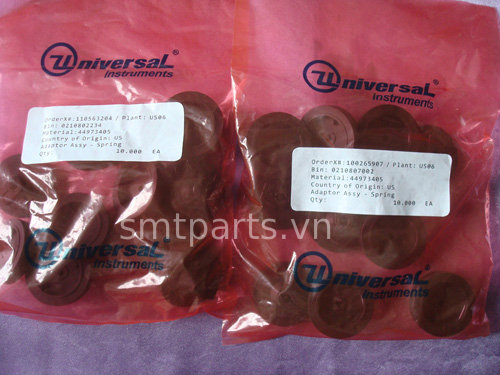 Universal®
Instruments
Order#:110563204 / Plant: US06
Bin: 0210802234
Material:44973405
Country of Origin: US
Adaptor Assy - Spring
Qty: 10.000 EA
Universal®
Instruments
Universal®
Instruments
Order#:100265907 / Plant: US06
Bin: 0210807002
Material:44973405
Country of Origin: US
Adaptor Assy - Spring
Qty: 10.000 EA
Universal®
Instruments
smtparts.vn